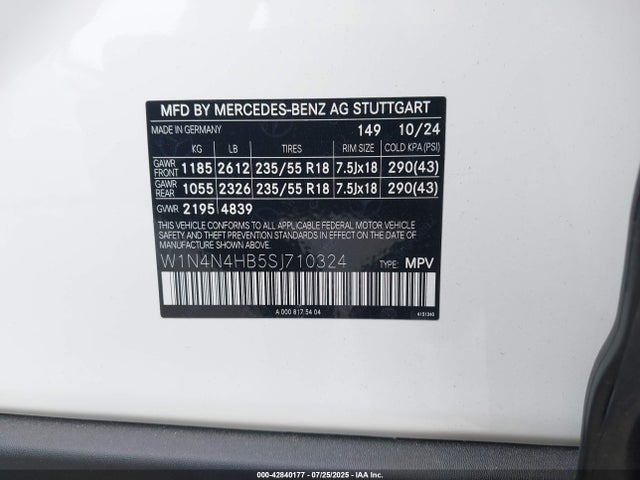 MFD BY MERCEDES-BENZ AG STUTTGART
MADE IN GERMANY 149 10/24
KG LB TIRES RIM SIZE COLD KPA (PSI)
GAWR FRONT 1185 2612 235/55 R18 7.5Jx18 290(43)
GAWR REAR 1055 2326 235/55 R18 7.5Jx18 290(43)
GVWR 2195 4839
THIS VEHICLE CONFORMS TO ALL APPLICABLE FEDERAL MOTOR VEHICLE
SAFETY AND THEFT PREVENTION STANDARDS IN EFFECT ON THE DATE OF
MANUFACTURE SHOWN ABOVE.
W1N4N4HB5SJ710324 TYPE: MPV
A 000 817 54 04 4151340
000-42840177 - 07/25/2025 - IAAI, Inc.